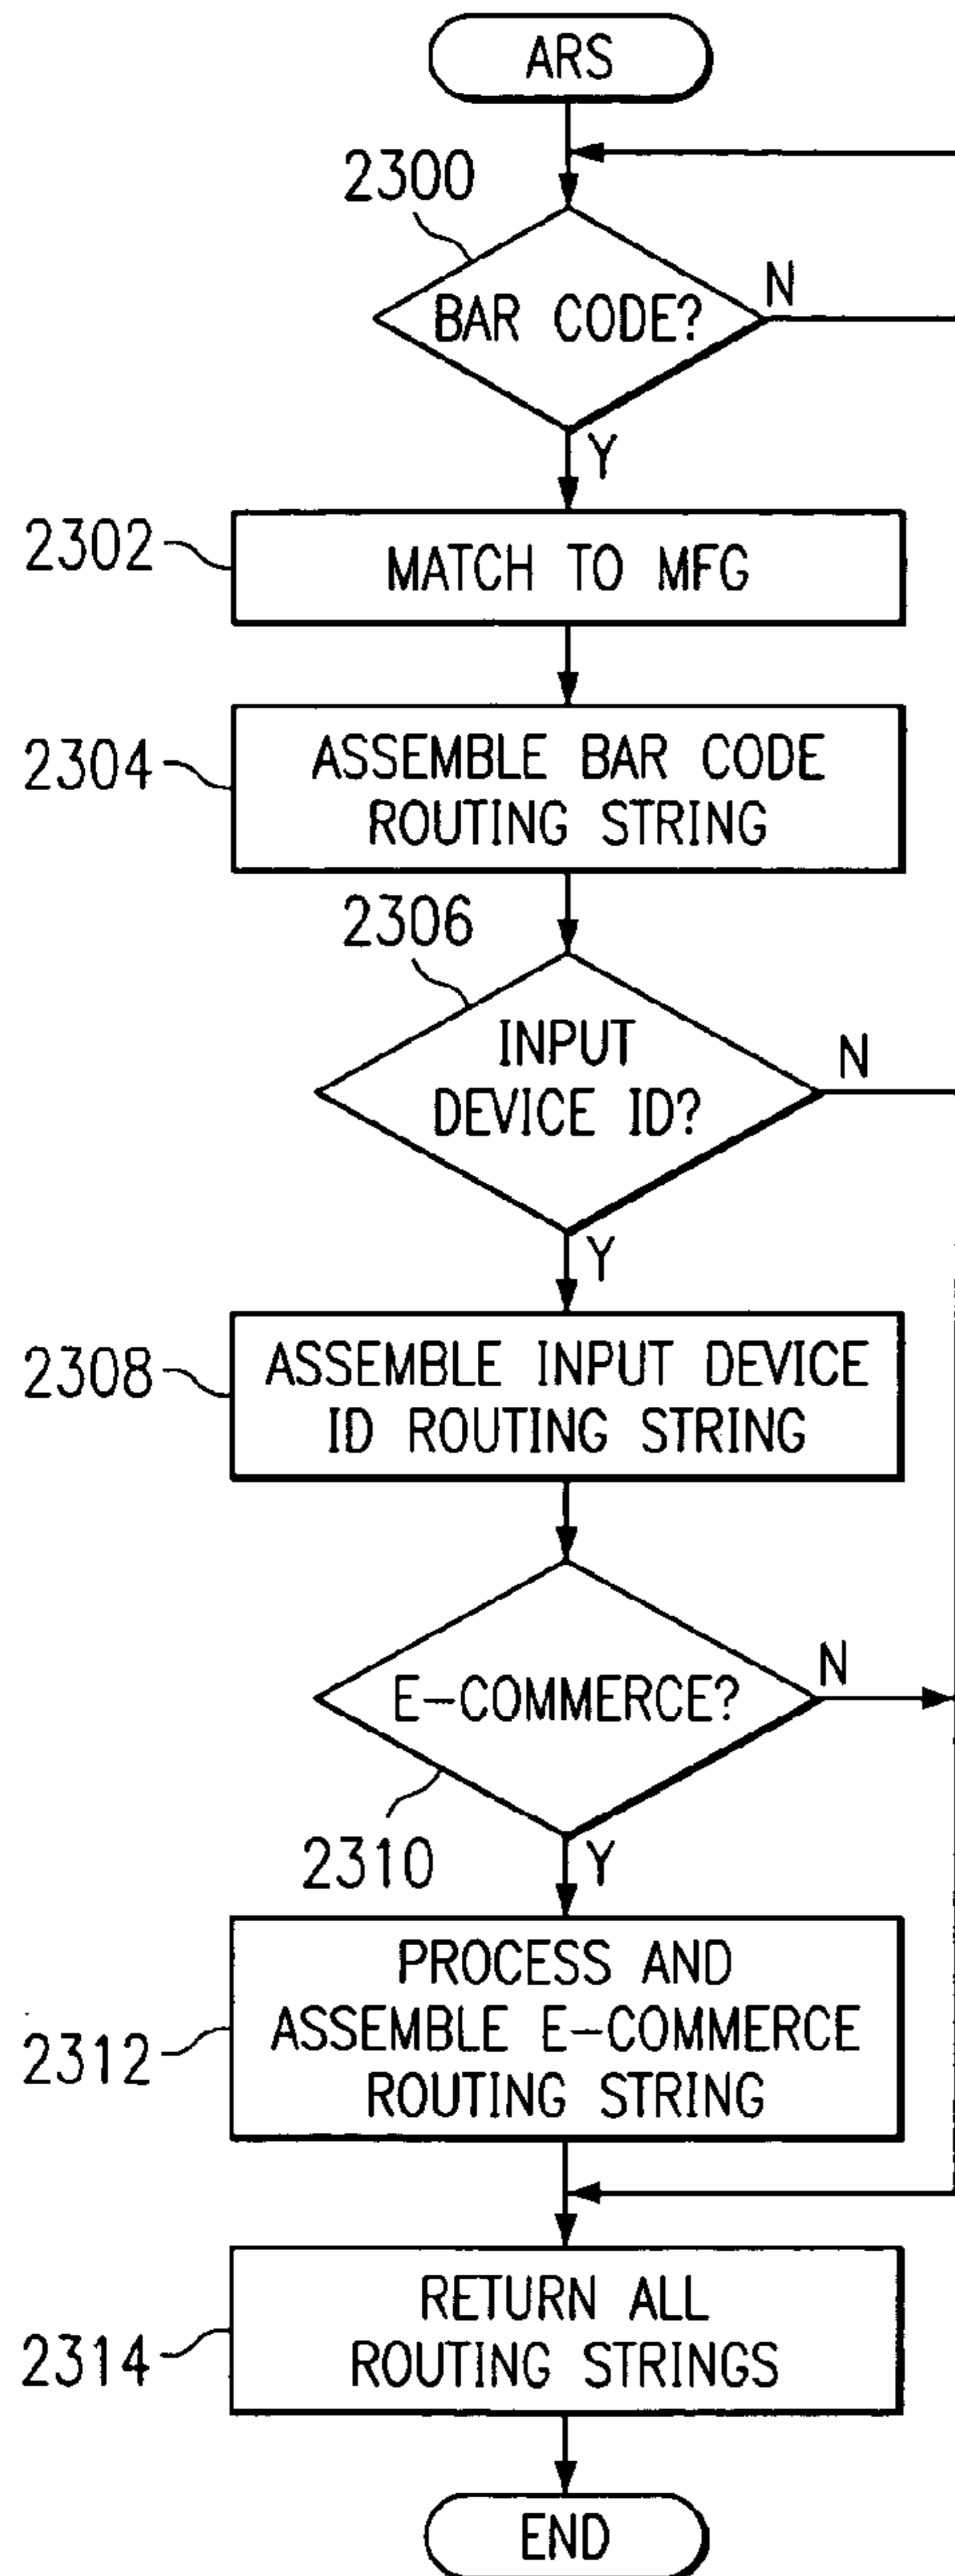 ARS
2300
BAR CODE?
N
Y
2302
MATCH TO MFG
2304
ASSEMBLE BAR CODE
ROUTING STRING
2306
INPUT
DEVICE ID?
N
Y
2308
ASSEMBLE INPUT DEVICE
ID ROUTING STRING
E-COMMERCE?
N
2310
Y
2312
PROCESS AND
ASSEMBLE E-COMMERCE
ROUTING STRING
2314
RETURN ALL
ROUTING STRINGS
END